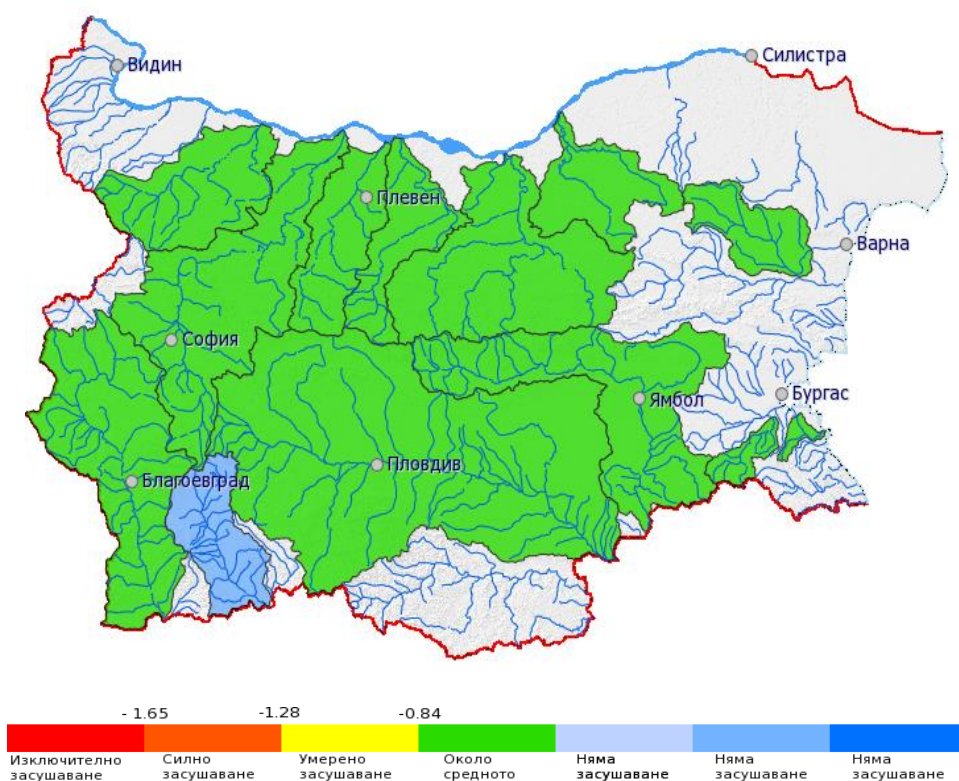 Видин
Силистра
Плевен
Варна
София
Бургас
Ямбол
Пловдив
Благоевград
- 1.65 -1.28 -0.84
Изключително Силно Умерено Около Няма Няма Няма
засушаване засушаване засушаване средното засушаване засушаване засушаване